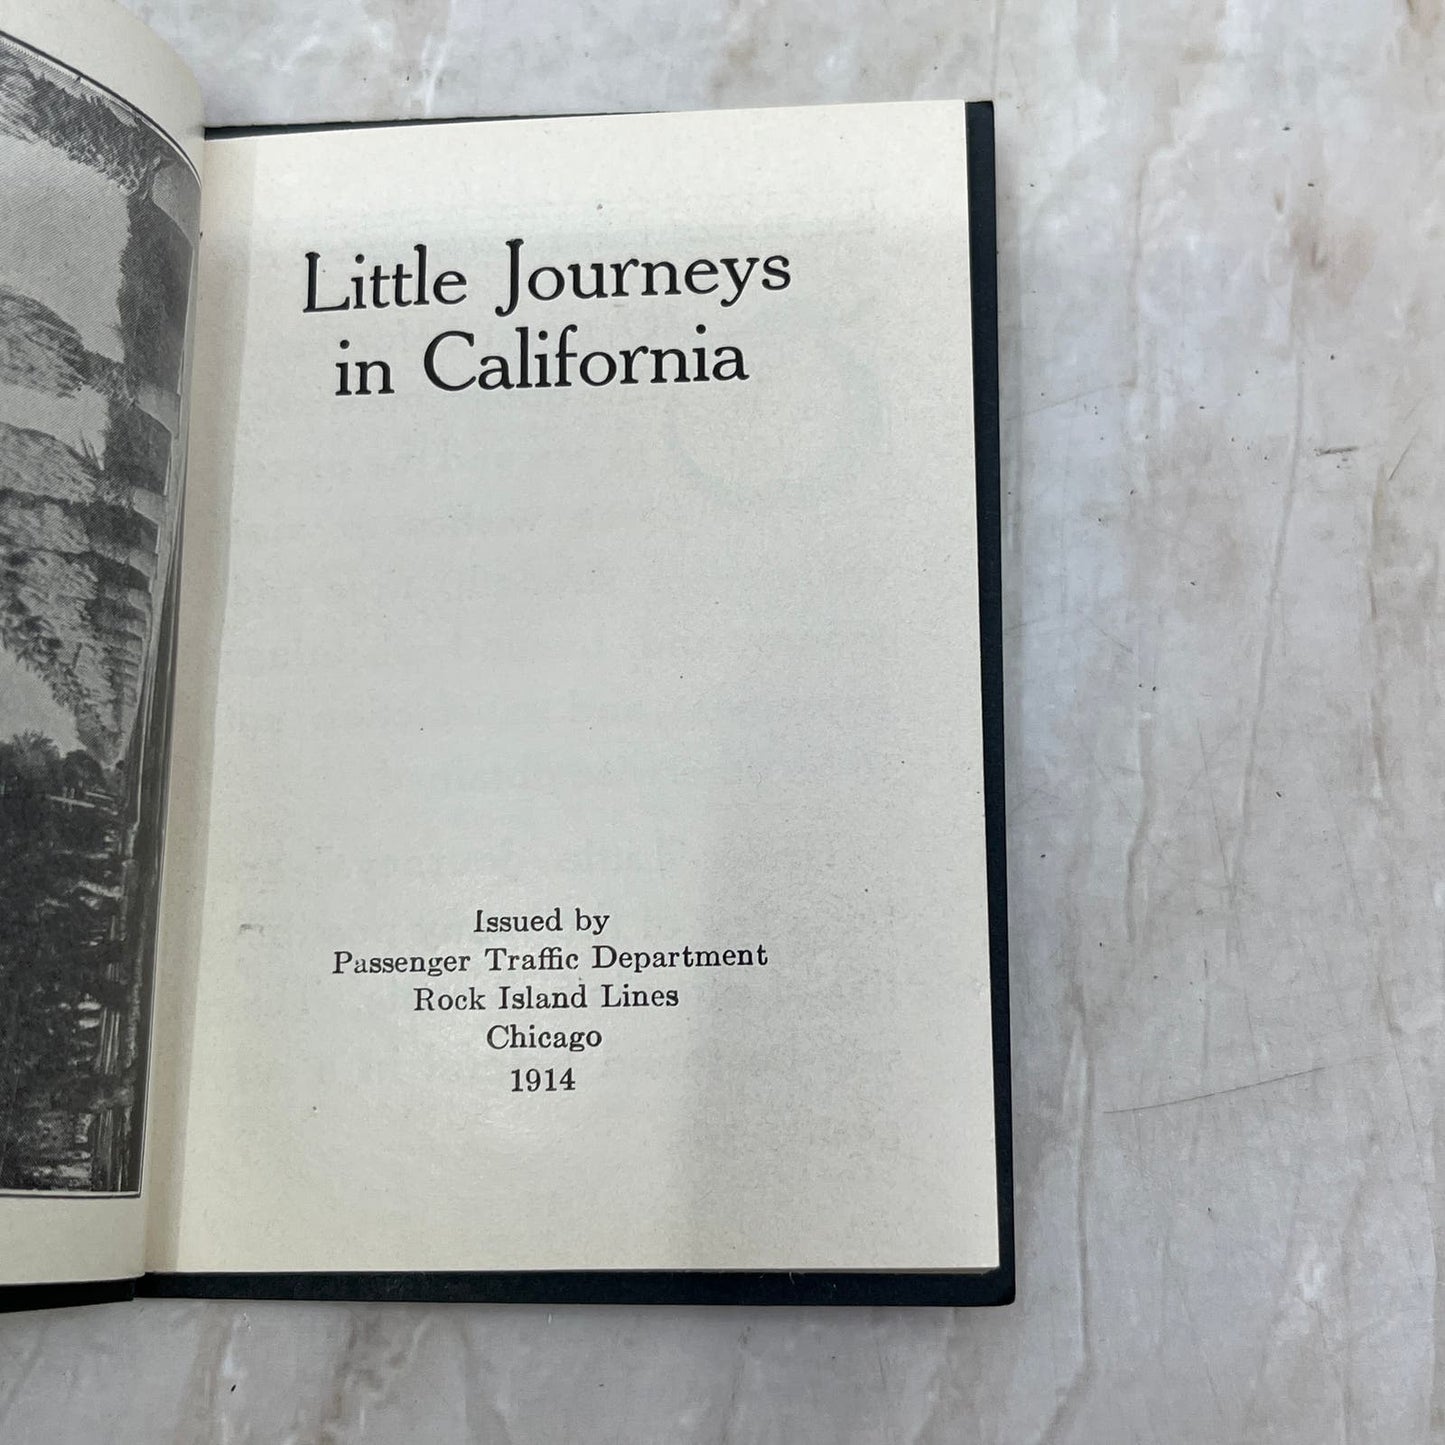 Little Journeys
in California
Issued by
Passenger Traffic Department
Rock Island Lines
Chicago
1914